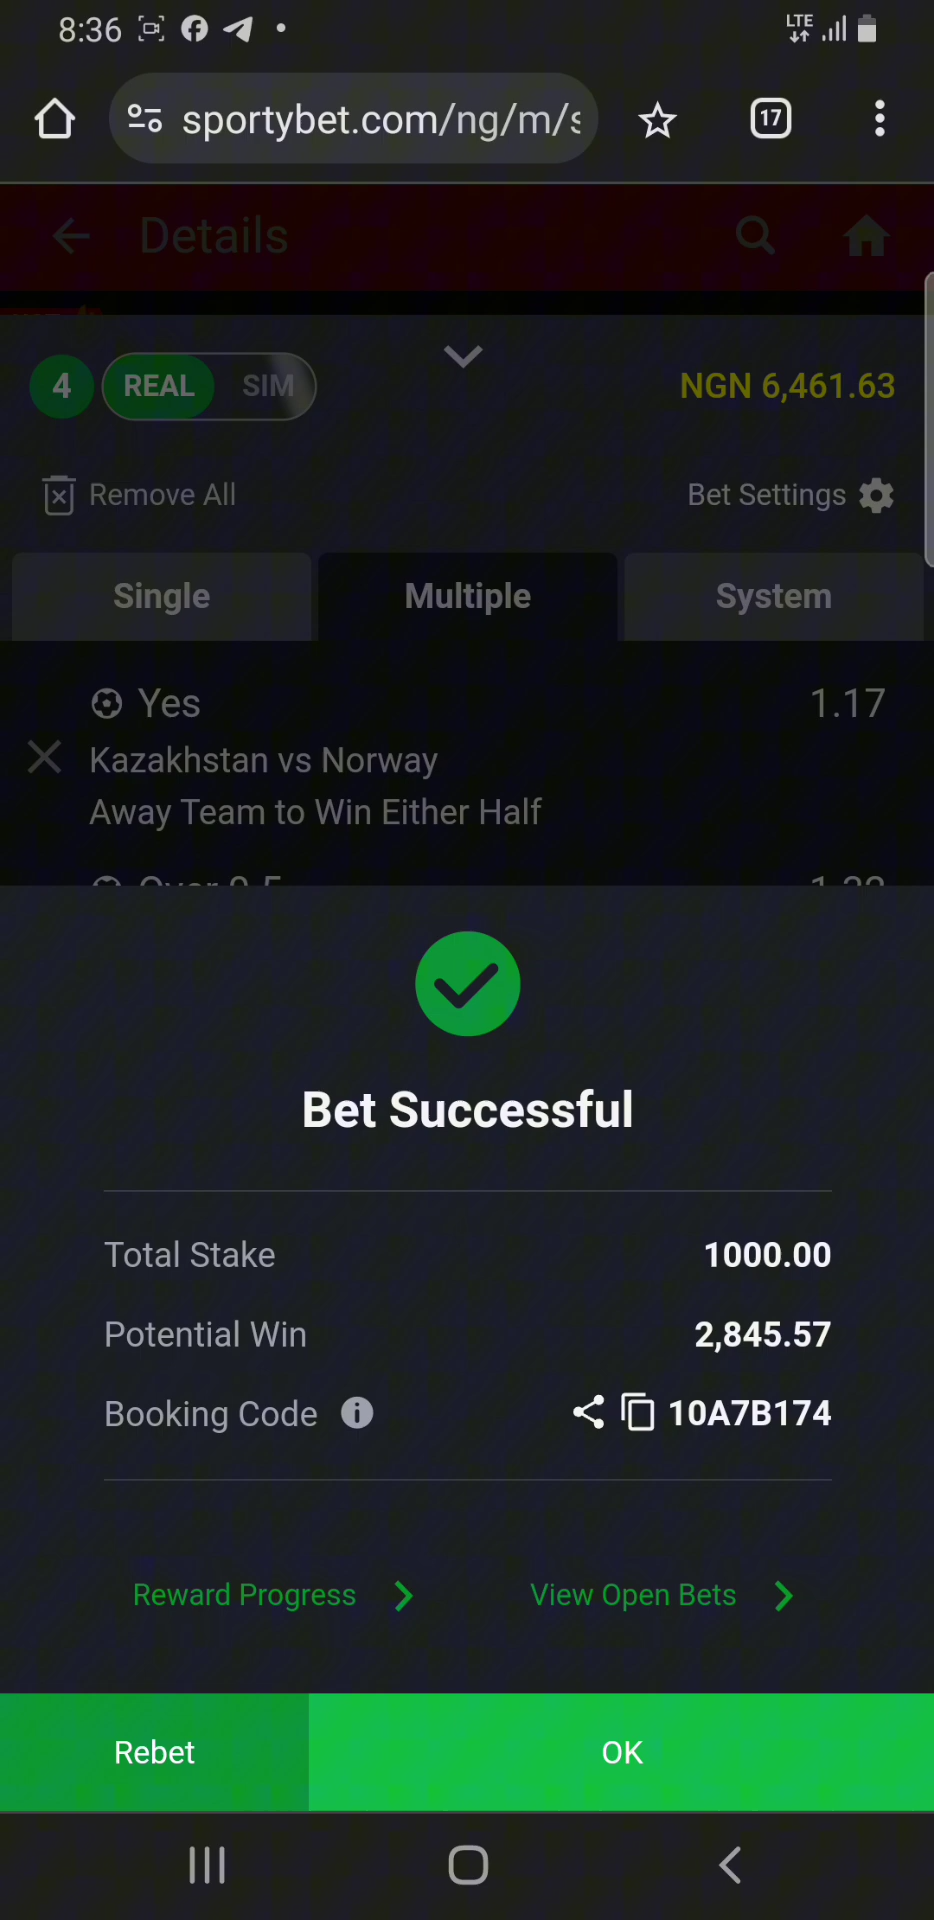 8:36
LTE
sportybet.com/ng/m/s
17
Details
4 REAL SIM NGN 6,461.63
Remove All Bet Settings
Single Multiple System
Yes 1.17
Kazakhstan vs Norway
Away Team to Win Either Half
Bet Successful
Total Stake 1000.00
Potential Win 2,845.57
Booking Code 10A7B174
Reward Progress View Open Bets
Rebet OK